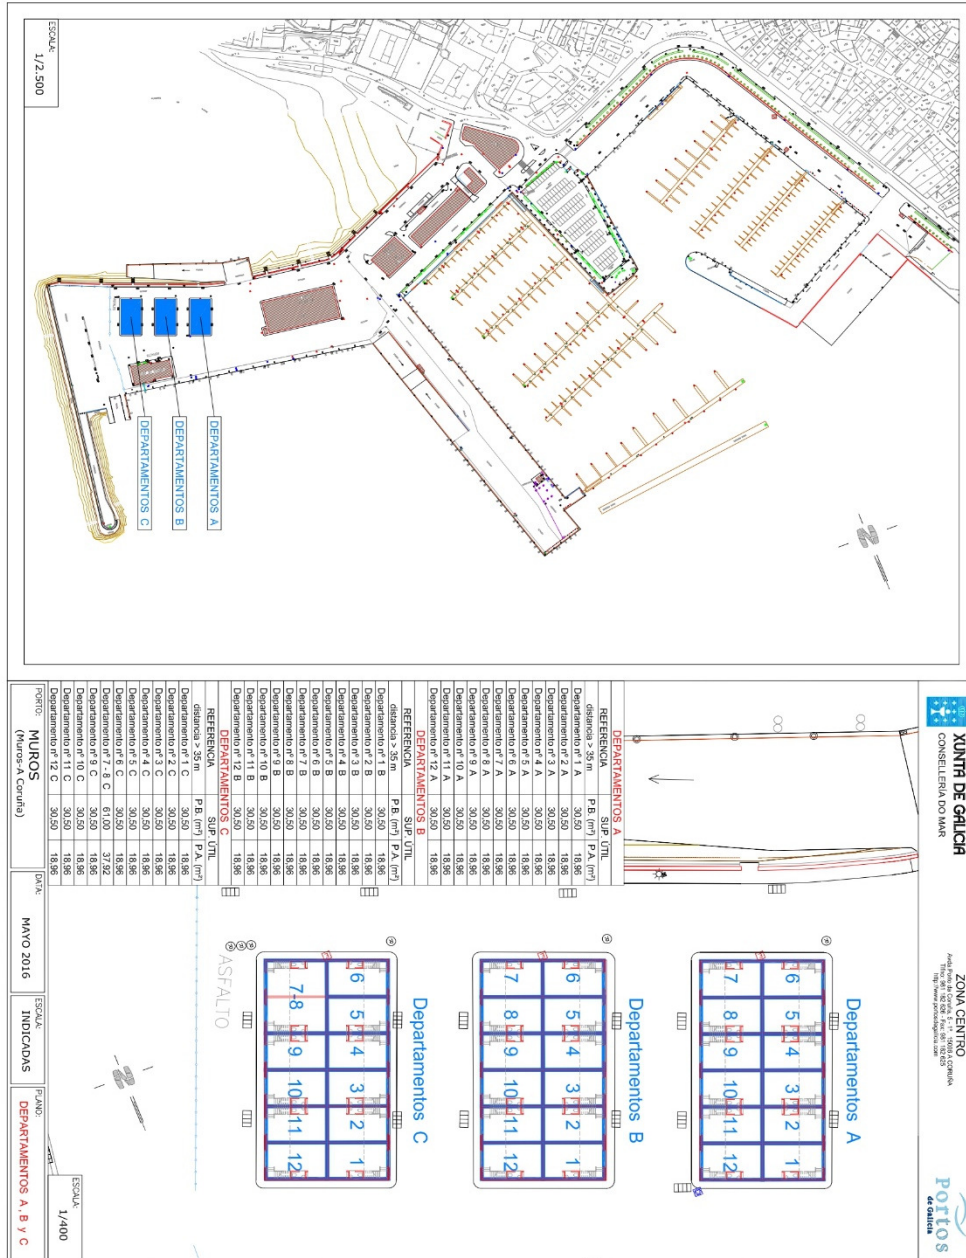 XUNTA DE GALICIA
CONSELLERÍA DO MAR
ZONA CENTRO
Portos
de Galicia
ESCALA:
1/2.500
DEPARTAMENTOS A
DEPARTAMENTOS B
DEPARTAMENTOS C
DEPARTAMENTOS A
REFERENCIA SUP. ÚTIL
distancia > 35 m P.B. (m²) P.A. (m²)
Departamento nº 1 A 30,50 18,96
Departamento nº 2 A 30,50 18,96
Departamento nº 3 A 30,50 18,96
Departamento nº 4 A 30,50 18,96
Departamento nº 5 A 30,50 18,96
Departamento nº 6 A 30,50 18,96
Departamento nº 7 A 30,50 18,96
Departamento nº 8 A 30,50 18,96
Departamento nº 9 A 30,50 18,96
Departamento nº 10 A 30,50 18,96
Departamento nº 11 A 30,50 18,96
Departamento nº 12 A 30,50 18,96
DEPARTAMENTOS B
REFERENCIA SUP. ÚTIL
distancia > 35 m P.B. (m²) P.A. (m²)
Departamento nº 1 B 30,50 18,96
Departamento nº 2 B 30,50 18,96
Departamento nº 3 B 30,50 18,96
Departamento nº 4 B 30,50 18,96
Departamento nº 5 B 30,50 18,96
Departamento nº 6 B 30,50 18,96
Departamento nº 7 B 30,50 18,96
Departamento nº 8 B 30,50 18,96
Departamento nº 9 B 30,50 18,96
Departamento nº 10 B 30,50 18,96
Departamento nº 11 B 30,50 18,96
Departamento nº 12 B 30,50 18,96
DEPARTAMENTOS C
REFERENCIA SUP. ÚTIL
distancia > 35 m P.B. (m²) P.A. (m²)
Departamento nº 1 C 30,50 18,96
Departamento nº 2 C 30,50 18,96
Departamento nº 3 C 30,50 18,96
Departamento nº 4 C 30,50 18,96
Departamento nº 5 C 30,50 18,96
Departamento nº 6 C 30,50 18,96
Departamento nº 7 - 8 C 61,00 37,92
Departamento nº 9 C 30,50 18,96
Departamento nº 10 C 30,50 18,96
Departamento nº 11 C 30,50 18,96
Departamento nº 12 C 30,50 18,96
Departamentos A
6 5 4 3 2 1
7 8 9 10 11 12
Departamentos B
6 5 4 3 2 1
7 8 9 10 11 12
Departamentos C
6 5 4 3 2 1
7-8 9 10 11 12
ASFALTO
ESCALA:
1/400
PORTO:
MUROS
(Muros-A Coruña)
DATA:
MAYO 2016
ESCALA:
INDICADAS
PLANO:
DEPARTAMENTOS A, B y C